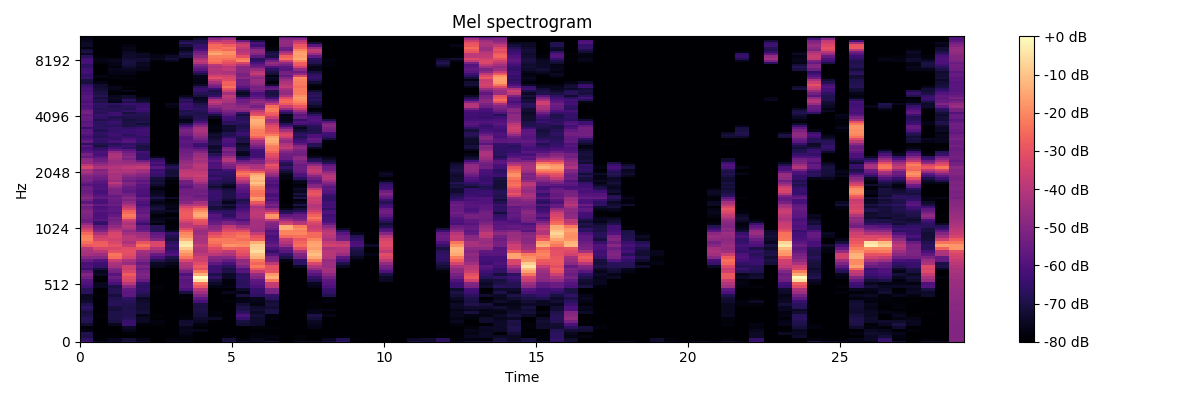 Mel spectrogram
8192
4096
2048
1024
512
0
Hz
0 5 10 15 20 25
Time
+0 dB
-10 dB
-20 dB
-30 dB
-40 dB
-50 dB
-60 dB
-70 dB
-80 dB